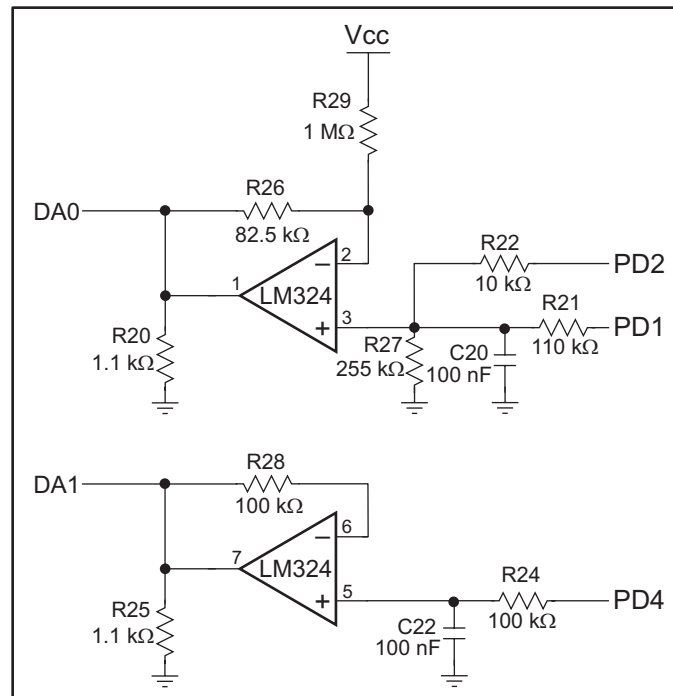 Vcc
R29
1 MΩ
R26
82.5 kΩ
DA0
2
1
LM324
−
+
3
R22
10 kΩ
PD2
R21
110 kΩ
PD1
R20
1.1 kΩ
R27
255 kΩ
C20
100 nF
DA1
R28
100 kΩ
6
7
LM324
−
+
5
R24
100 kΩ
PD4
R25
1.1 kΩ
C22
100 nF